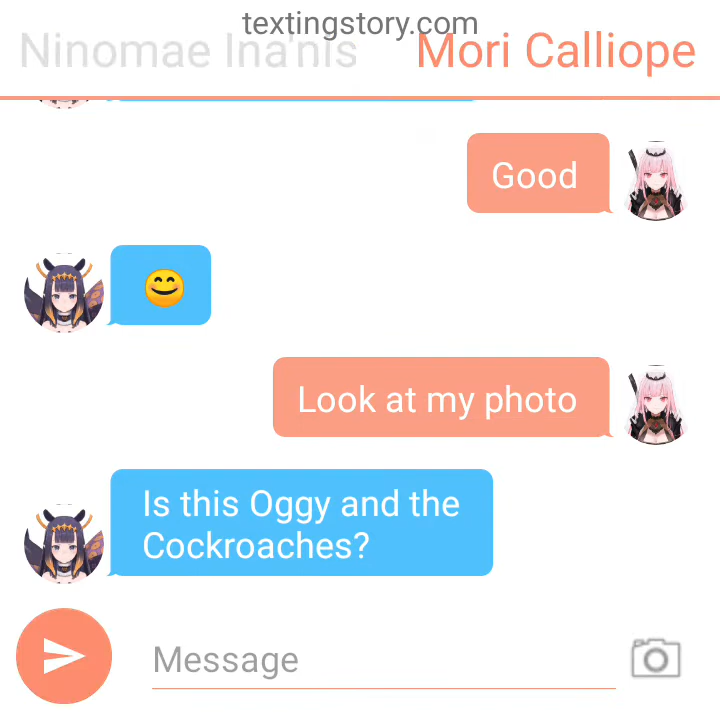 textingstory.com
Ninomae Ina'nis Mori Calliope
Good
😊
Look at my photo
Is this Oggy and the
Cockroaches?
Message